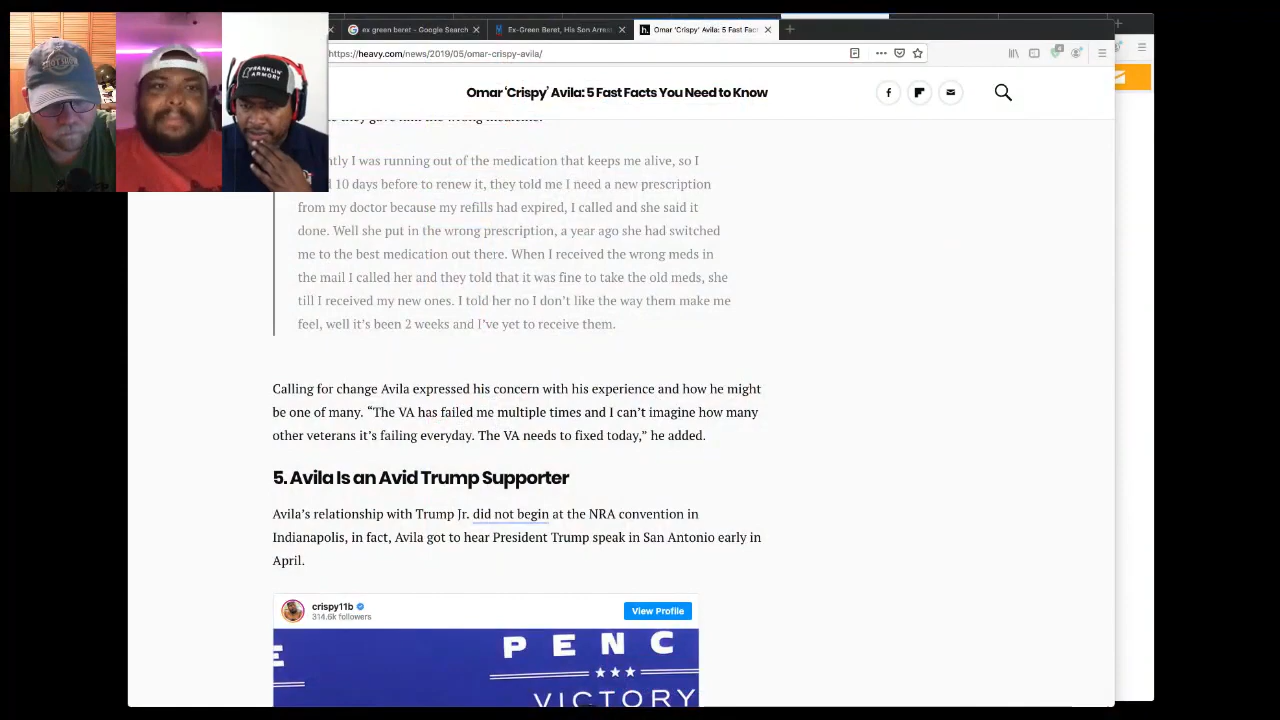 ex green beret - Google Search
Ex-Green Beret, His Son Arres
Omar 'Crispy' Avila: 5 Fast Fac
https://heavy.com/news/2019/05/omar-crispy-avila/
Omar ‘Crispy’ Avila: 5 Fast Facts You Need to Know
FRANKLIN
ARMORY
they gave him the wrong medicine.
I was running out of the medication that keeps me alive, so I
10 days before to renew it, they told me I need a new prescription
from my doctor because my refills had expired, I called and she said it
done. Well she put in the wrong prescription, a year ago she had switched
me to the best medication out there. When I received the wrong meds in
the mail I called her and they told that it was fine to take the old meds, she
till I received my new ones. I told her no I don’t like the way them make me
feel, well it’s been 2 weeks and I’ve yet to receive them.
Calling for change Avila expressed his concern with his experience and how he might
be one of many. “The VA has failed me multiple times and I can’t imagine how many
other veterans it’s failing everyday. The VA needs to fixed today,” he added.
5. Avila Is an Avid Trump Supporter
Avila’s relationship with Trump Jr. did not begin at the NRA convention in
Indianapolis, in fact, Avila got to hear President Trump speak in San Antonio early in
April.
crispy11b
314.6k followers
View Profile
PENC
E
VICTORY